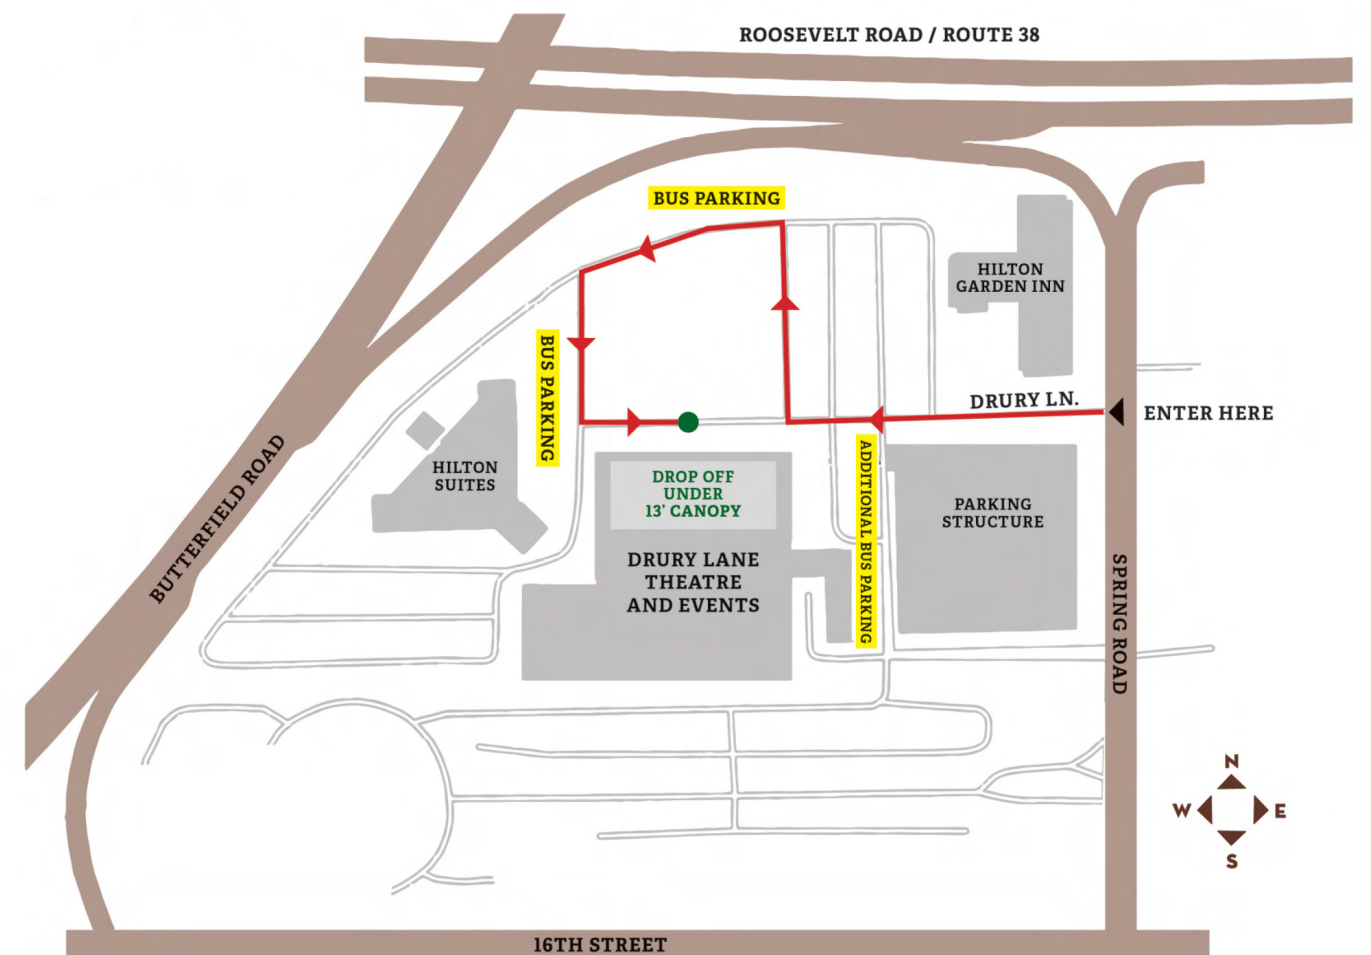 ROOSEVELT ROAD / ROUTE 38
BUS PARKING
HILTON
GARDEN INN
BUS PARKING
DRURY LN.
ENTER HERE
BUTTERFIELD ROAD
HILTON
SUITES
DROP OFF
UNDER
13' CANOPY
ADDITIONAL BUS PARKING
PARKING
STRUCTURE
DRURY LANE
THEATRE
AND EVENTS
SPRING ROAD
N
W
E
S
16TH STREET